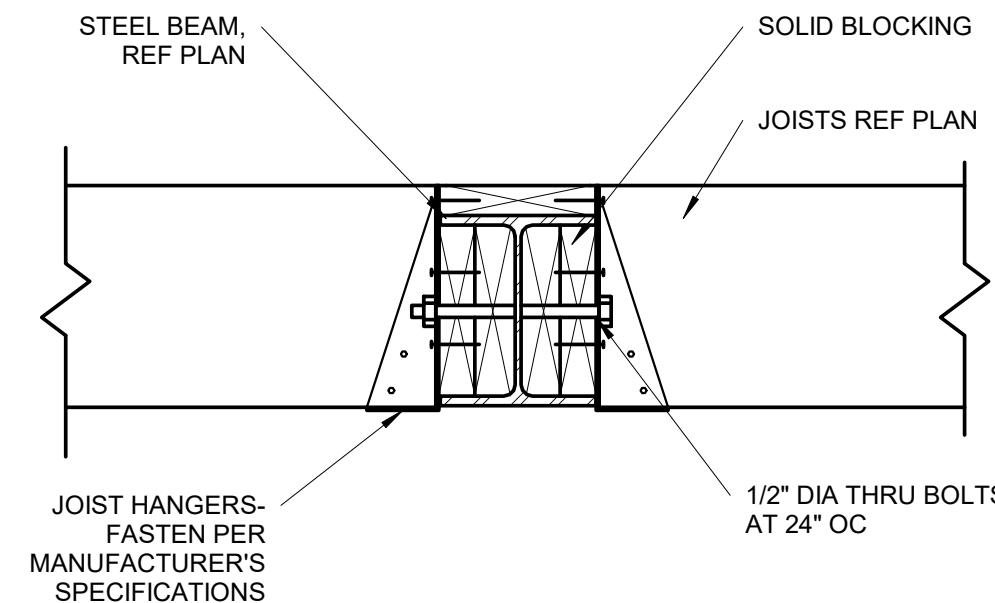 STEEL BEAM,
REF PLAN
SOLID BLOCKING
JOISTS REF PLAN
JOIST HANGERS-
FASTEN PER
MANUFACTURER'S
SPECIFICATIONS
1/2" DIA THRU BOLTS
AT 24" OC